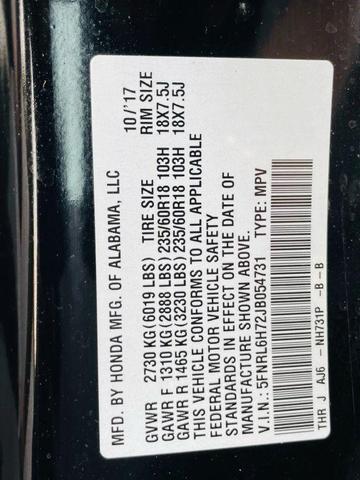 MFD. BY HONDA MFG. OF ALABAMA, LLC 10/'17
GVWR 2730 KG(6019 LBS) TIRE SIZE RIM SIZE
GAWR F 1310 KG(2888 LBS)235/60R18 103H 18X7.5J
GAWR R 1465 KG(3230 LBS)235/60R18 103H 18X7.5J
THIS VEHICLE CONFORMS TO ALL APPLICABLE
FEDERAL MOTOR VEHICLE SAFETY
STANDARDS IN EFFECT ON THE DATE OF
MANUFACTURE SHOWN ABOVE.
V.I.N.: 5FNRL6H72JB054731 TYPE: MPV
THR J AJ6 - NH731P -B - B